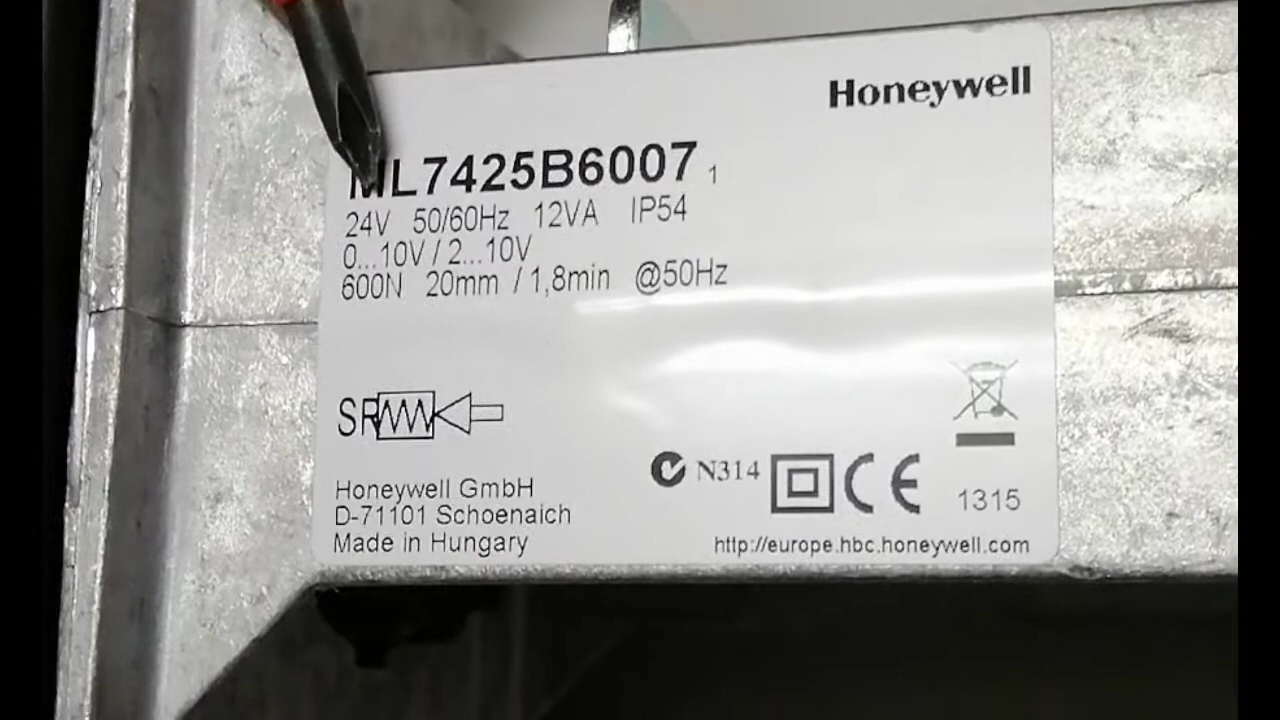 Honeywell
ML7425B6007 1
24V 50/60Hz 12VA IP54
0...10V / 2...10V
600N 20mm / 1,8min @50Hz
SR
N314
CE
1315
Honeywell GmbH
D-71101 Schoenaich
Made in Hungary
http://europe.hbc.honeywell.com